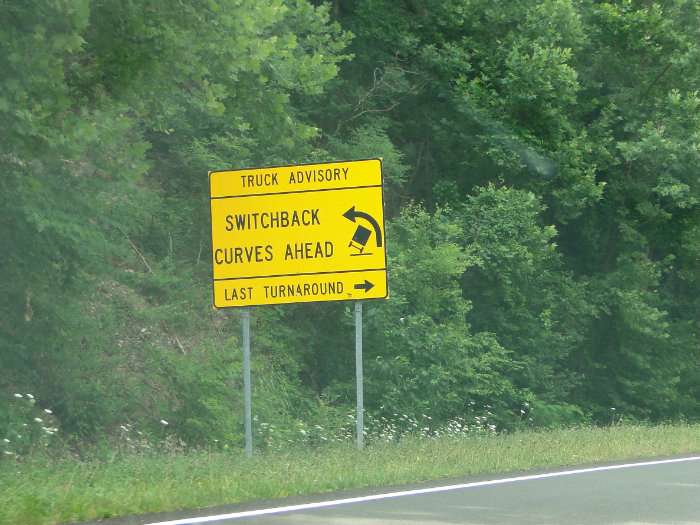 TRUCK ADVISORY
SWITCHBACK
CURVES AHEAD
LAST TURNAROUND